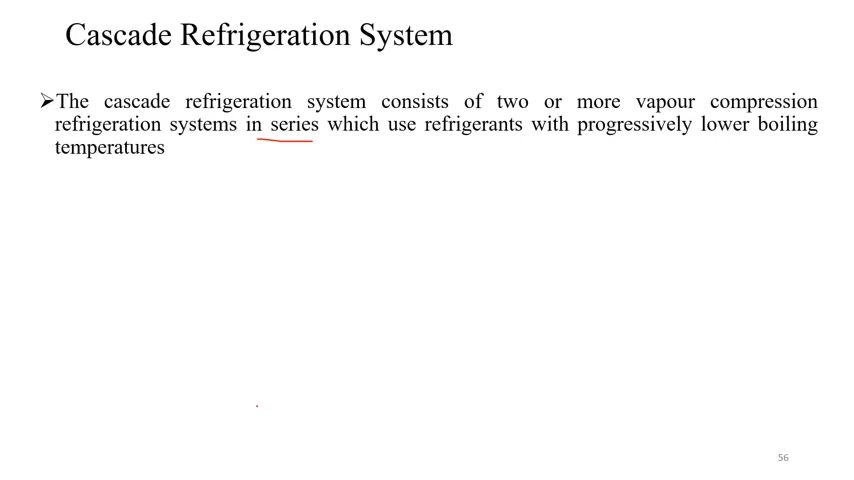 Cascade Refrigeration System
➢The cascade refrigeration system consists of two or more vapour compression
refrigeration systems in series which use refrigerants with progressively lower boiling
temperatures
56